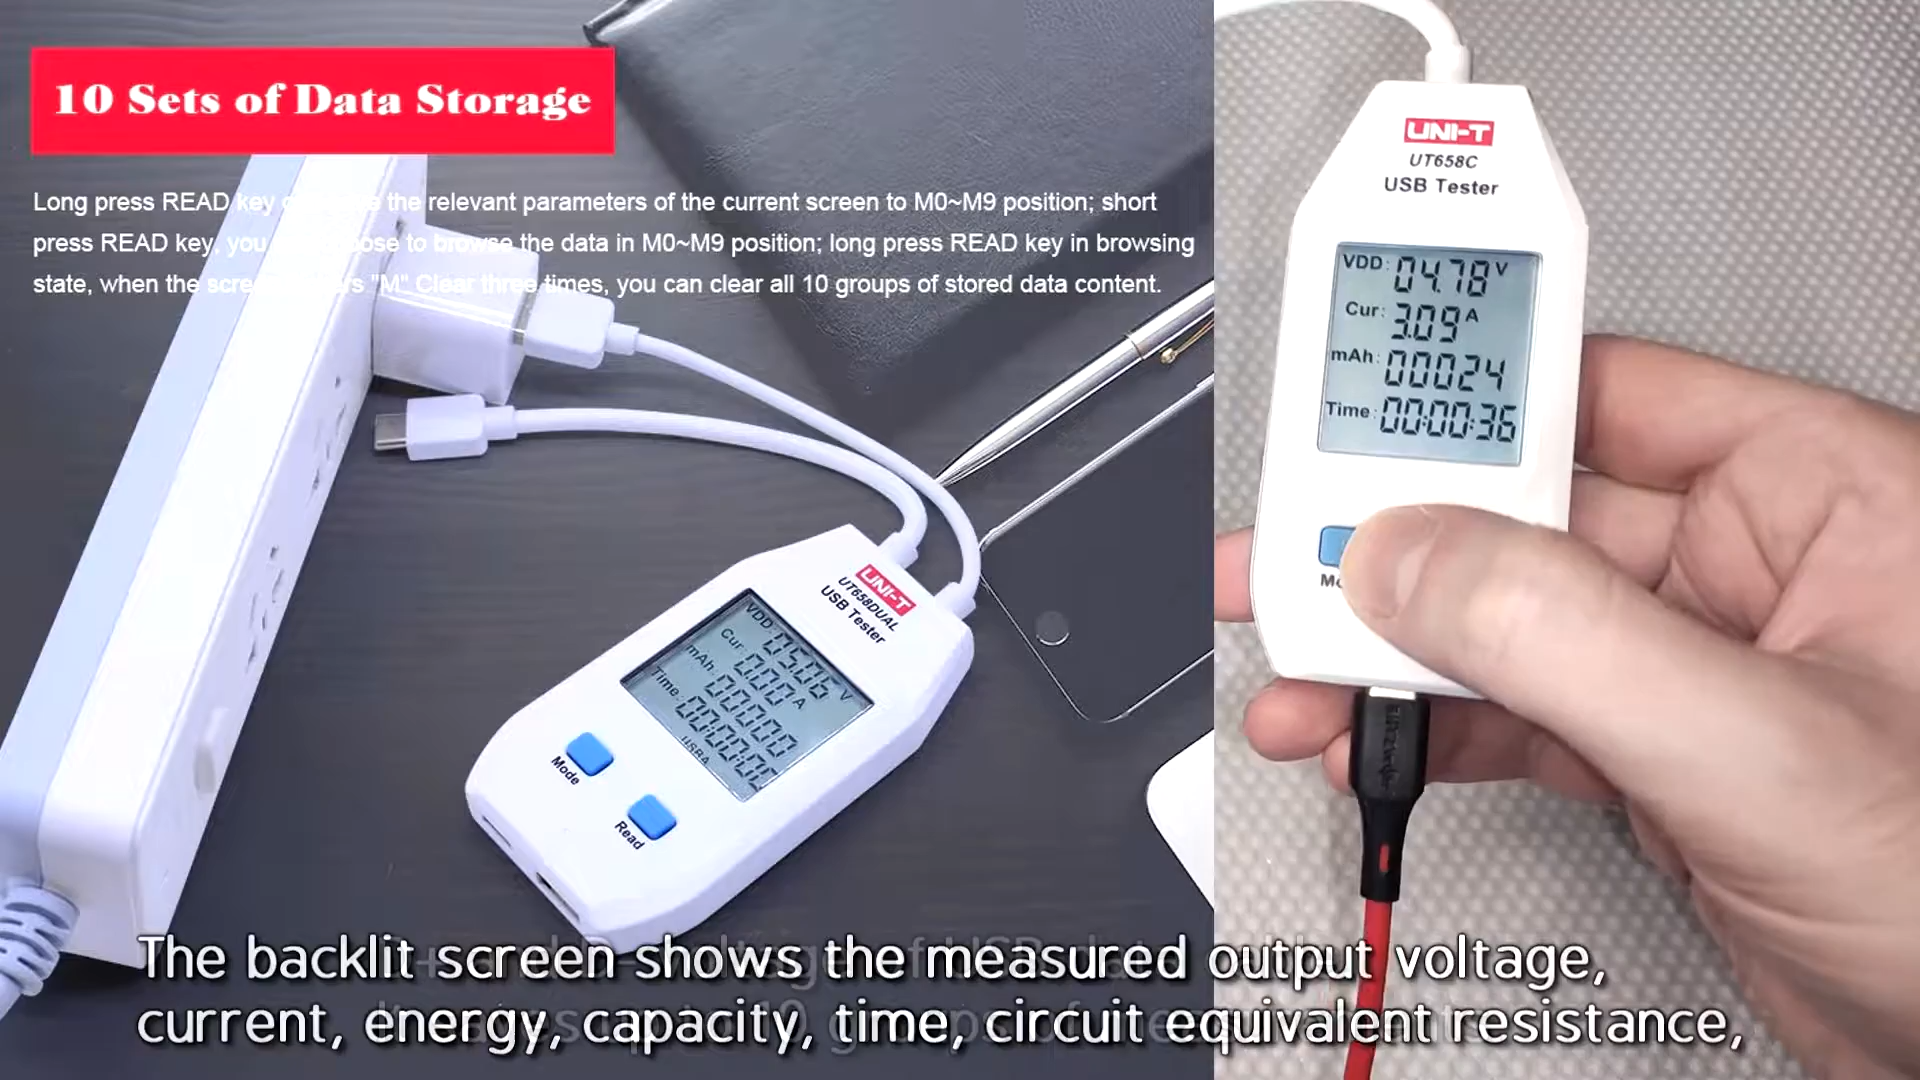 10 Sets of Data Storage
Long press READ key the relevant parameters of the current screen to M0~M9 position; short
press READ key, you to browse the data in M0~M9 position; long press READ key in browsing
state, when the "M" Clear three times, you can clear all 10 groups of stored data content.
UNI-T
UT658C
USB Tester
VDD: 04.78 V
Cur: 3.09 A
mAh: 00024
Time: 00:00:36
UNI-T
UT658DUAL
USB Tester
VDD: 05.06 V
Cur: 0.00 A
mAh: 00000
Time: 00:00:00
USBA
Mode
Read
The backlit screen shows the measured output voltage,
current, energy, capacity, time, circuit equivalent resistance,